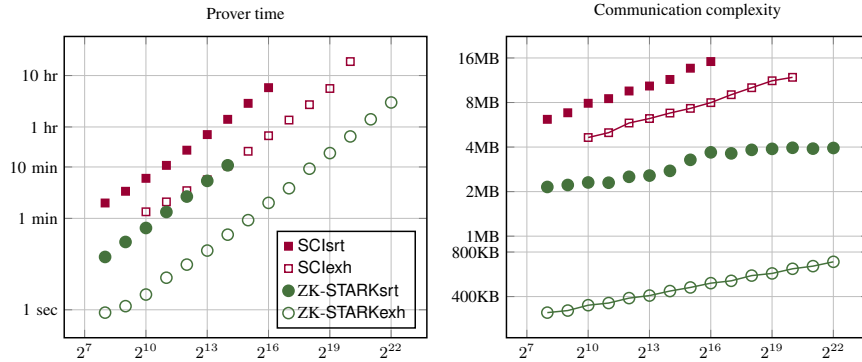 Prover time
10 hr
1 hr
10 min
1 min
1 sec
2^7 2^10 2^13 2^16 2^19 2^22
SCIsrt
SCIexh
ZK-STARKsrt
ZK-STARKexh
Communication complexity
16MB
8MB
4MB
2MB
1MB
800KB
400KB
2^7 2^10 2^13 2^16 2^19 2^22